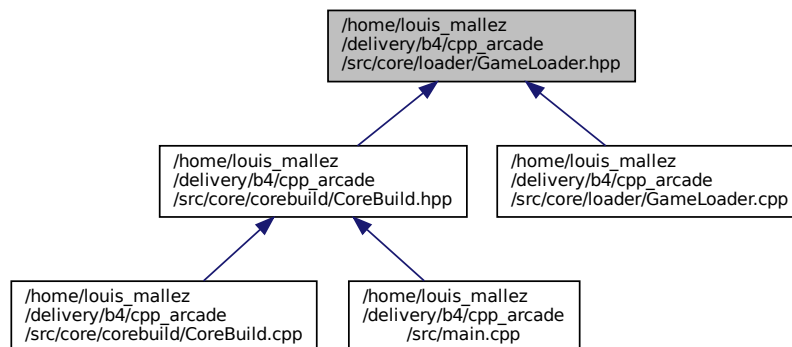 /home/louis_mallez
/delivery/b4/cpp_arcade
/src/core/loader/GameLoader.hpp
/home/louis_mallez
/delivery/b4/cpp_arcade
/src/core/corebuild/CoreBuild.hpp
/home/louis_mallez
/delivery/b4/cpp_arcade
/src/core/loader/GameLoader.cpp
/home/louis_mallez
/delivery/b4/cpp_arcade
/src/core/corebuild/CoreBuild.cpp
/home/louis_mallez
/delivery/b4/cpp_arcade
/src/main.cpp